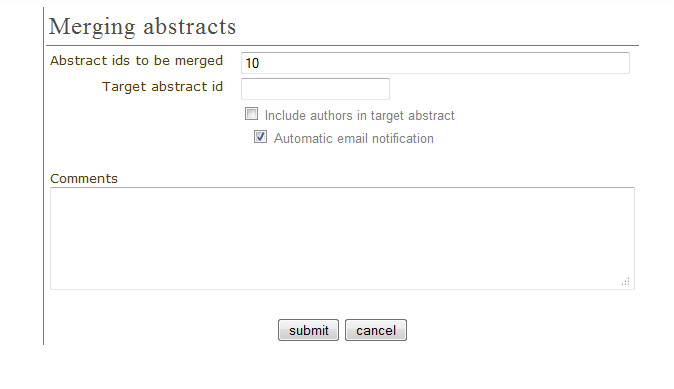 Merging abstracts
Abstract ids to be merged 10
Target abstract id
Include authors in target abstract
Automatic email notification
Comments
submit cancel